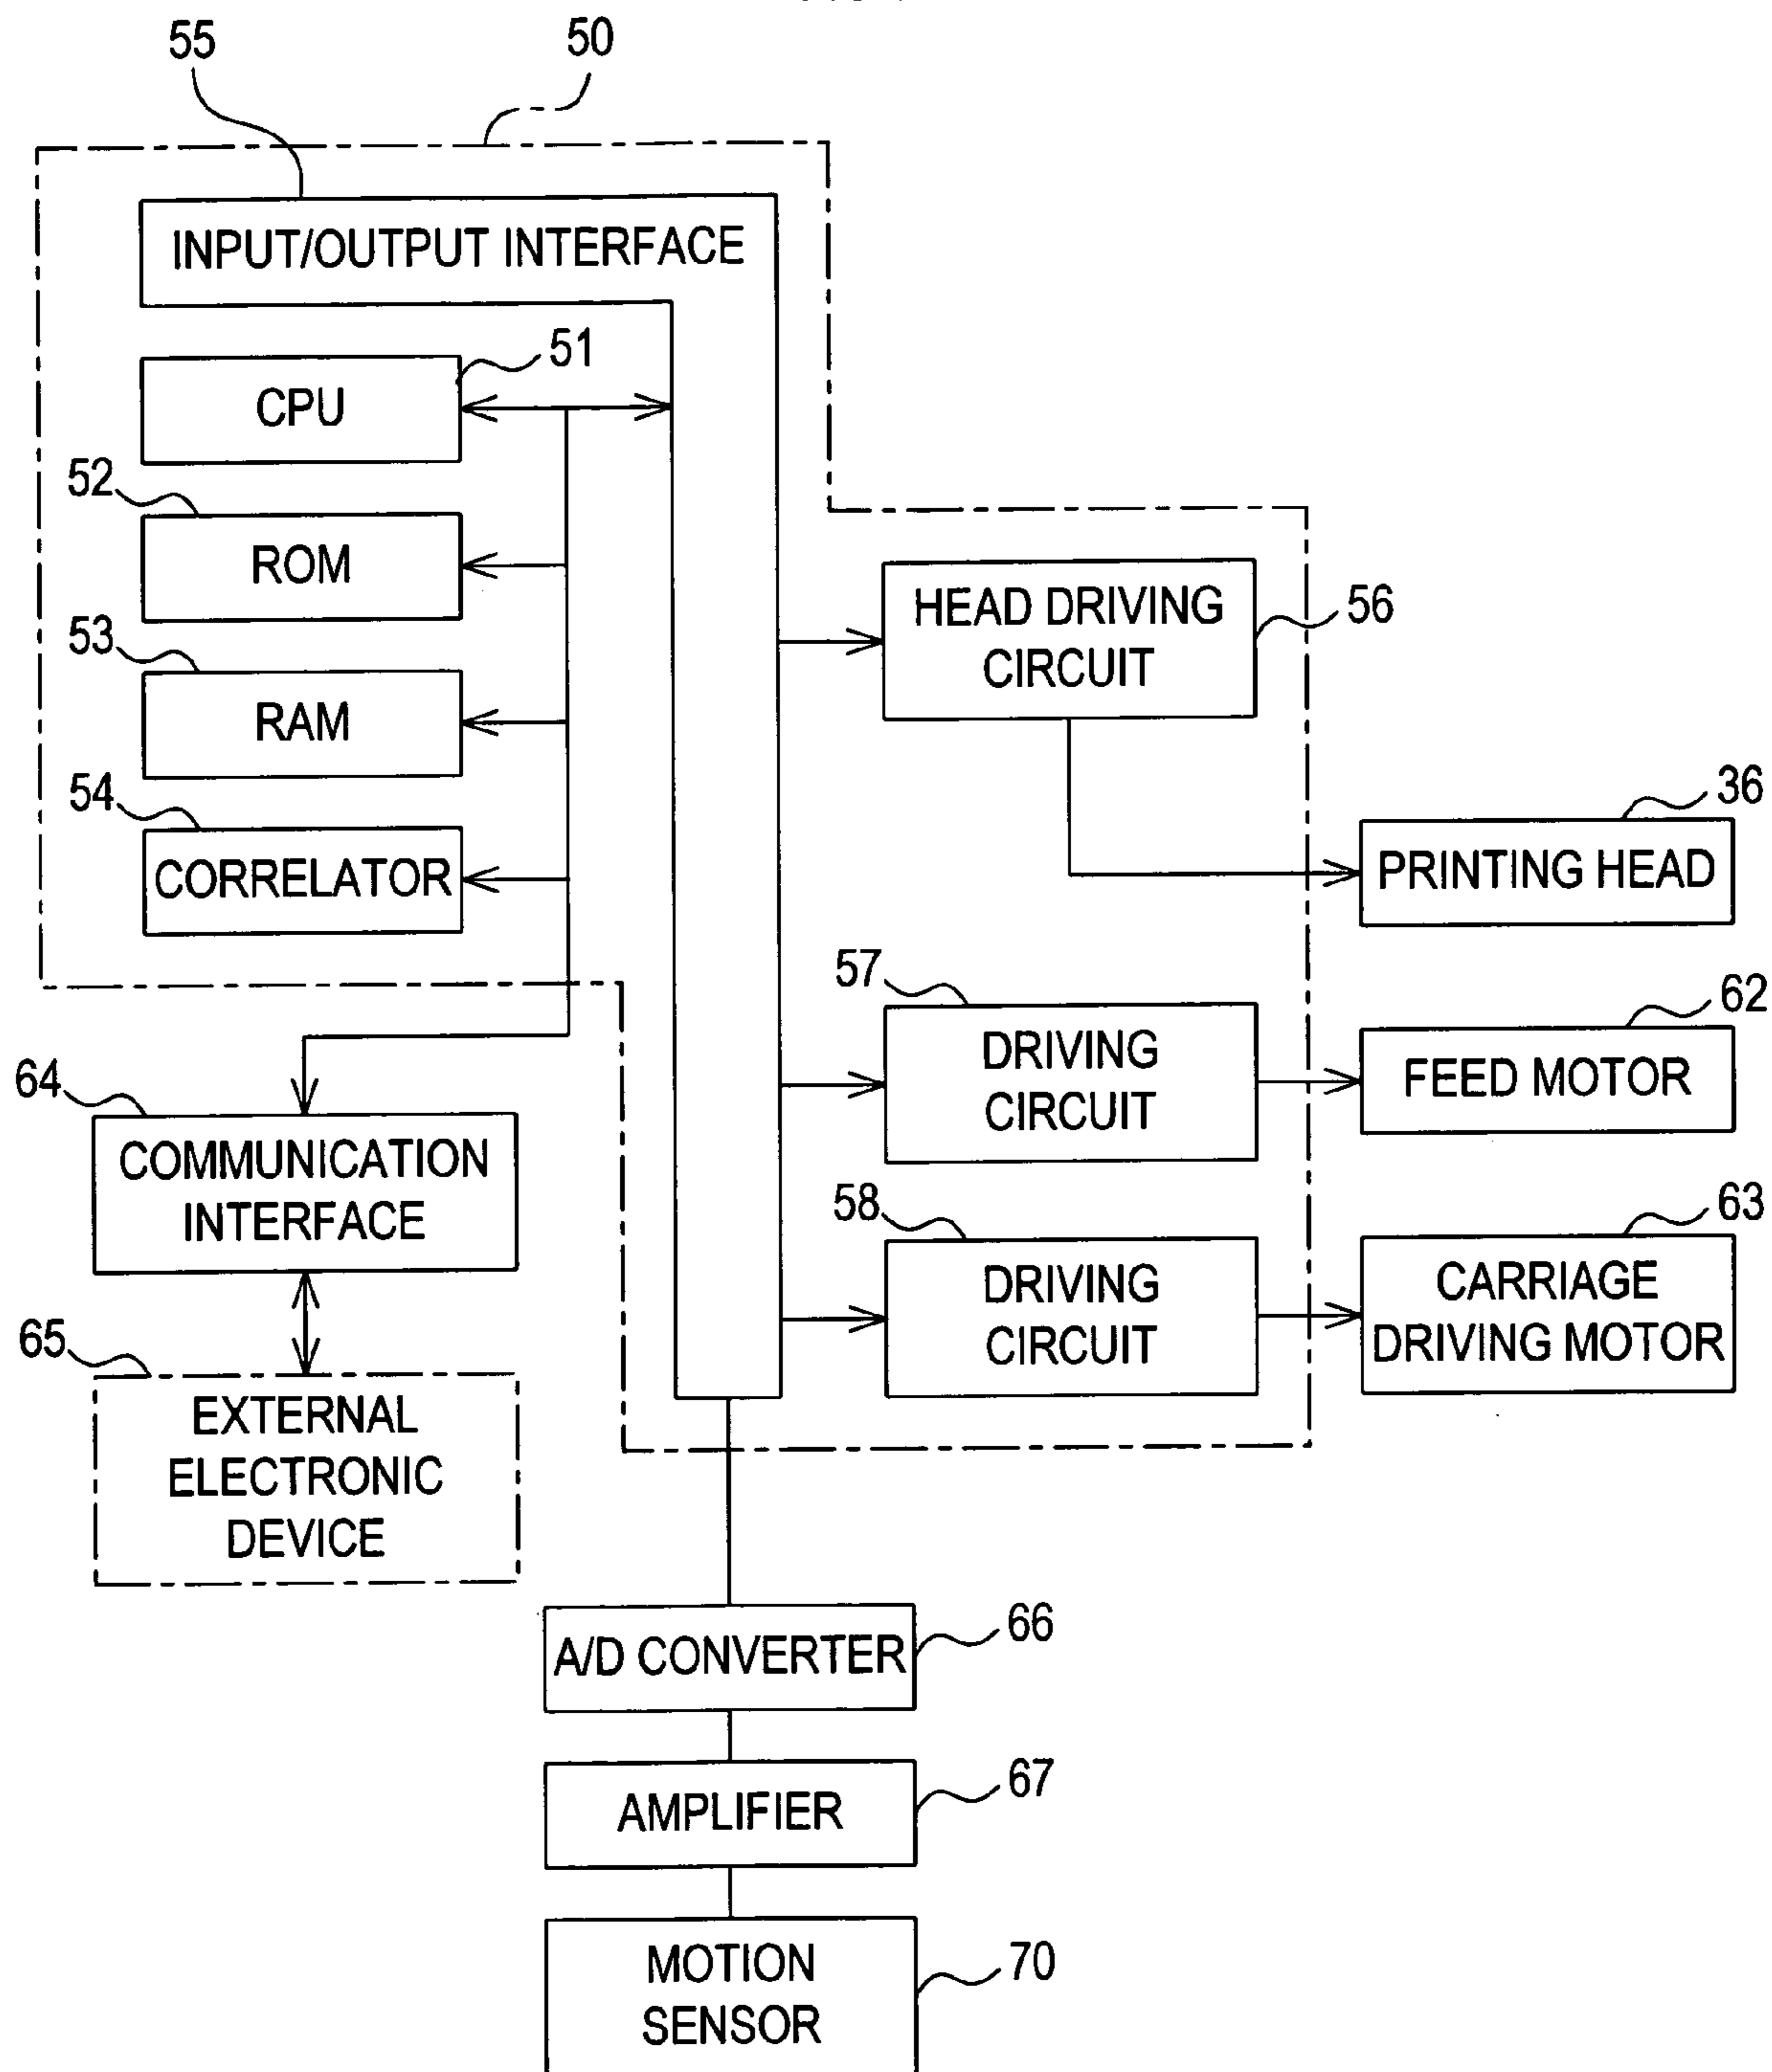 55
50
INPUT/OUTPUT INTERFACE
51
CPU
52
ROM
53
RAM
54
CORRELATOR
HEAD DRIVING
CIRCUIT
56
36
PRINTING HEAD
57
DRIVING
CIRCUIT
62
FEED MOTOR
58
DRIVING
CIRCUIT
63
CARRIAGE
DRIVING MOTOR
64
COMMUNICATION
INTERFACE
65
EXTERNAL
ELECTRONIC
DEVICE
A/D CONVERTER
66
AMPLIFIER
67
MOTION
SENSOR
70